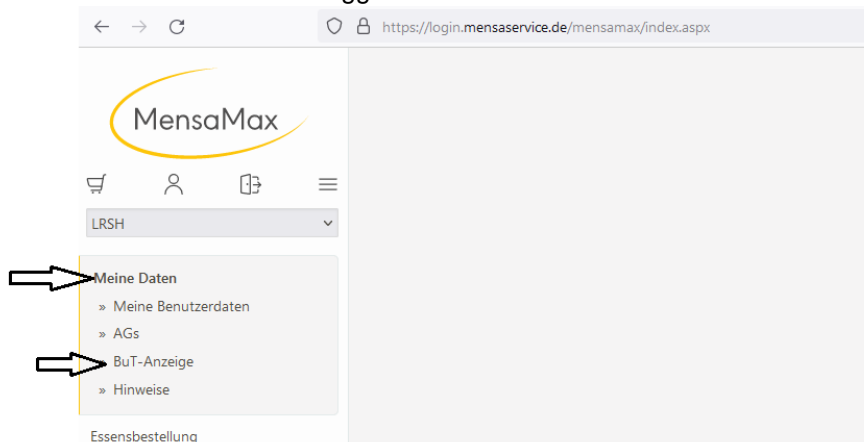 https://login.mensaservice.de/mensamax/index.aspx
MensaMax
LRSH
Meine Daten
» Meine Benutzerdaten
» AGs
BuT-Anzeige
» Hinweise
Essensbestellung